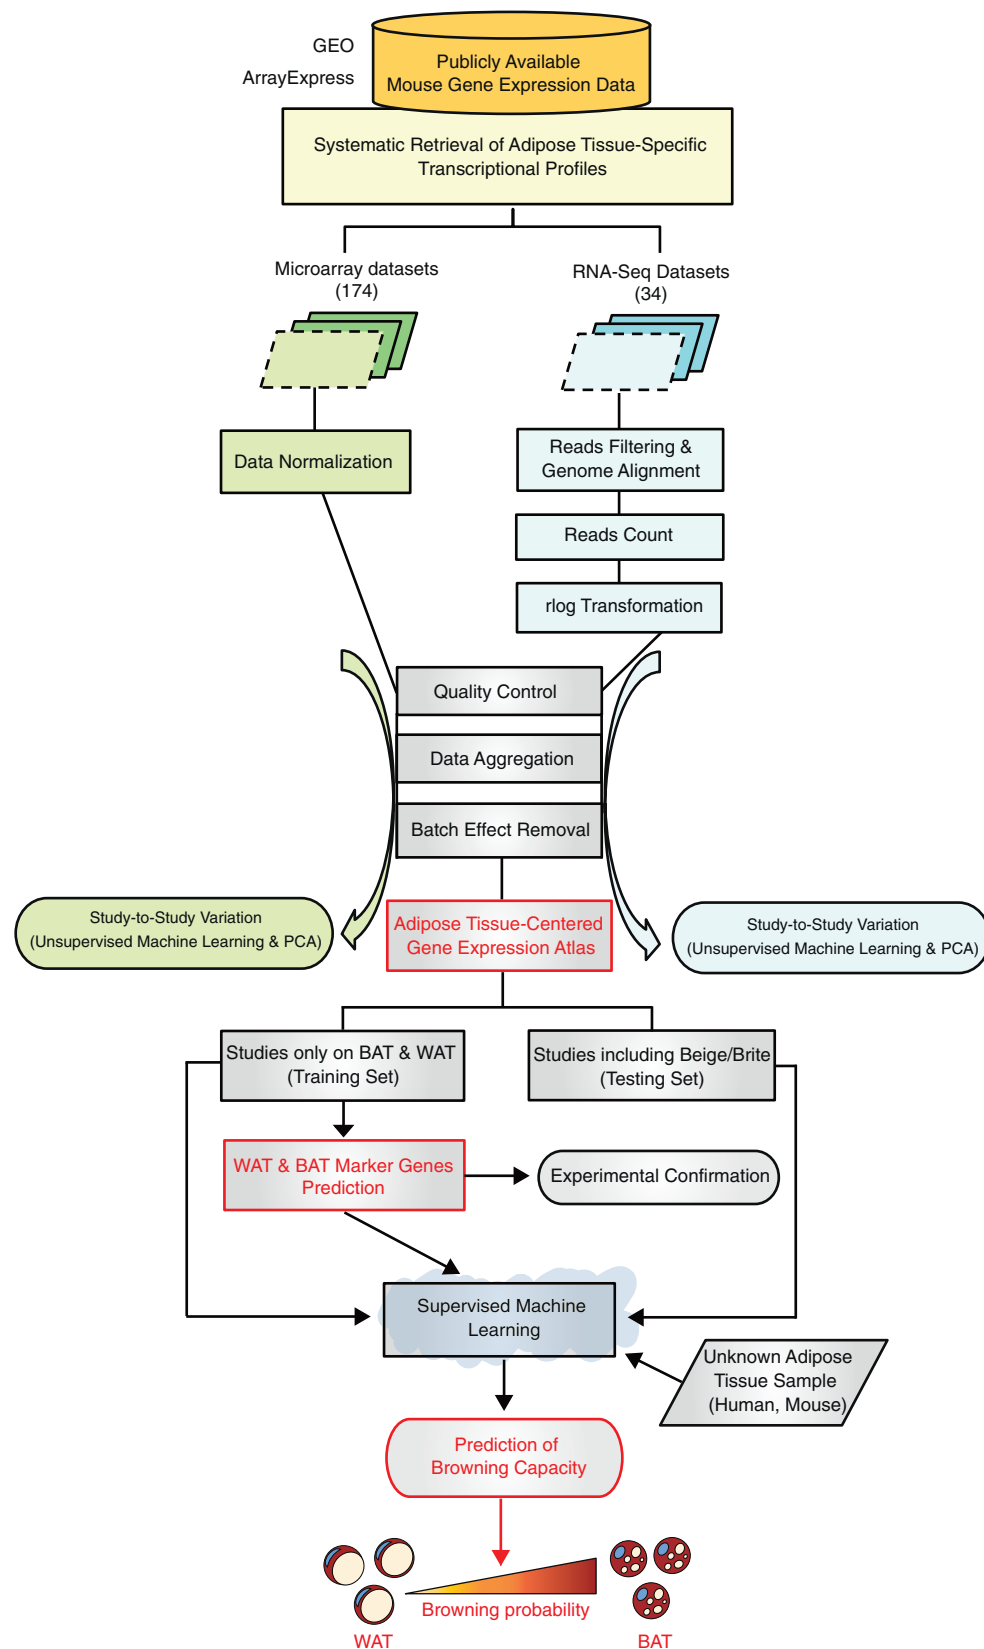 GEO
ArrayExpress
Publicly Available
Mouse Gene Expression Data
Systematic Retrieval of Adipose Tissue-Specific
Transcriptional Profiles
Microarray datasets
(174)
RNA-Seq Datasets
(34)
Data Normalization
Reads Filtering &
Genome Alignment
Reads Count
rlog Transformation
Quality Control
Data Aggregation
Batch Effect Removal
Study-to-Study Variation
(Unsupervised Machine Learning & PCA)
Adipose Tissue-Centered
Gene Expression Atlas
Study-to-Study Variation
(Unsupervised Machine Learning & PCA)
Studies only on BAT & WAT
(Training Set)
Studies including Beige/Brite
(Testing Set)
WAT & BAT Marker Genes
Prediction
Experimental Confirmation
Supervised Machine
Learning
Unknown Adipose
Tissue Sample
(Human, Mouse)
Prediction of
Browning Capacity
Browning probability
WAT
BAT